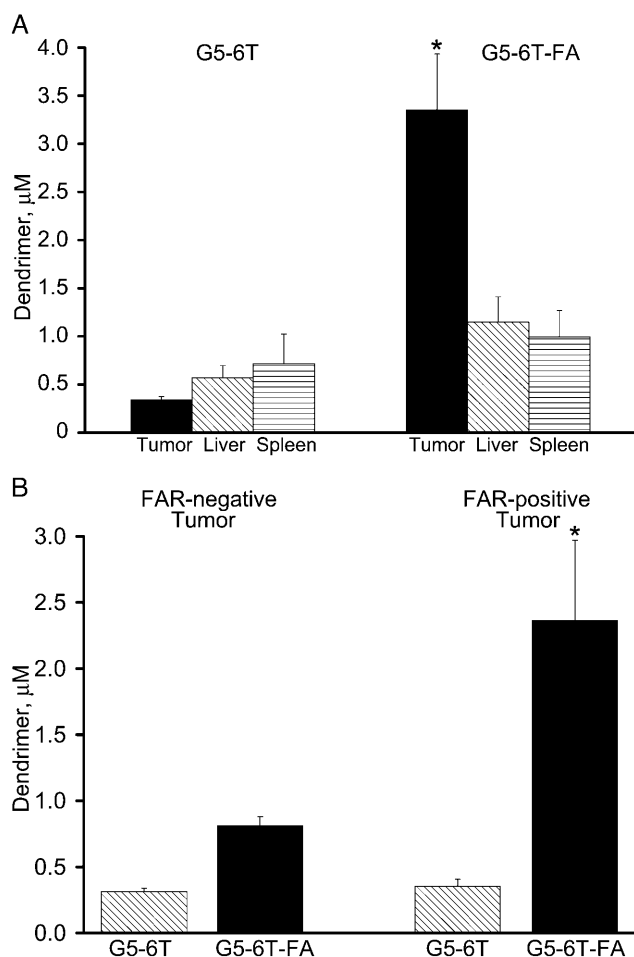 A
G5-6T G5-6T-FA
*
4.0
3.5
3.0
2.5
2.0
1.5
1.0
0.5
0
Dendrimer, μM
Tumor Liver Spleen Tumor Liver Spleen
B
FAR-negative
Tumor
FAR-positive
Tumor
*
3.0
2.5
2.0
1.5
1.0
0.5
0.0
Dendrimer, μM
G5-6T G5-6T-FA G5-6T G5-6T-FA